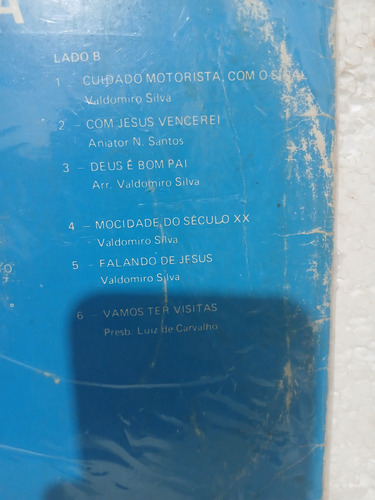 A
LADO B
1 - CUIDADO MOTORISTA, COM O SINAL
Valdomiro Silva
2 - COM JESUS VENCEREI
Aniator N. Santos
3 - DEUS É BOM PAI
Arr. Valdomiro Silva
4 - MOCIDADE DO SÉCULO XX
Valdomiro Silva
5 - FALANDO DE JESUS
Valdomiro Silva
6 - VAMOS TER VISITAS
Presb. Luiz de Carvalho